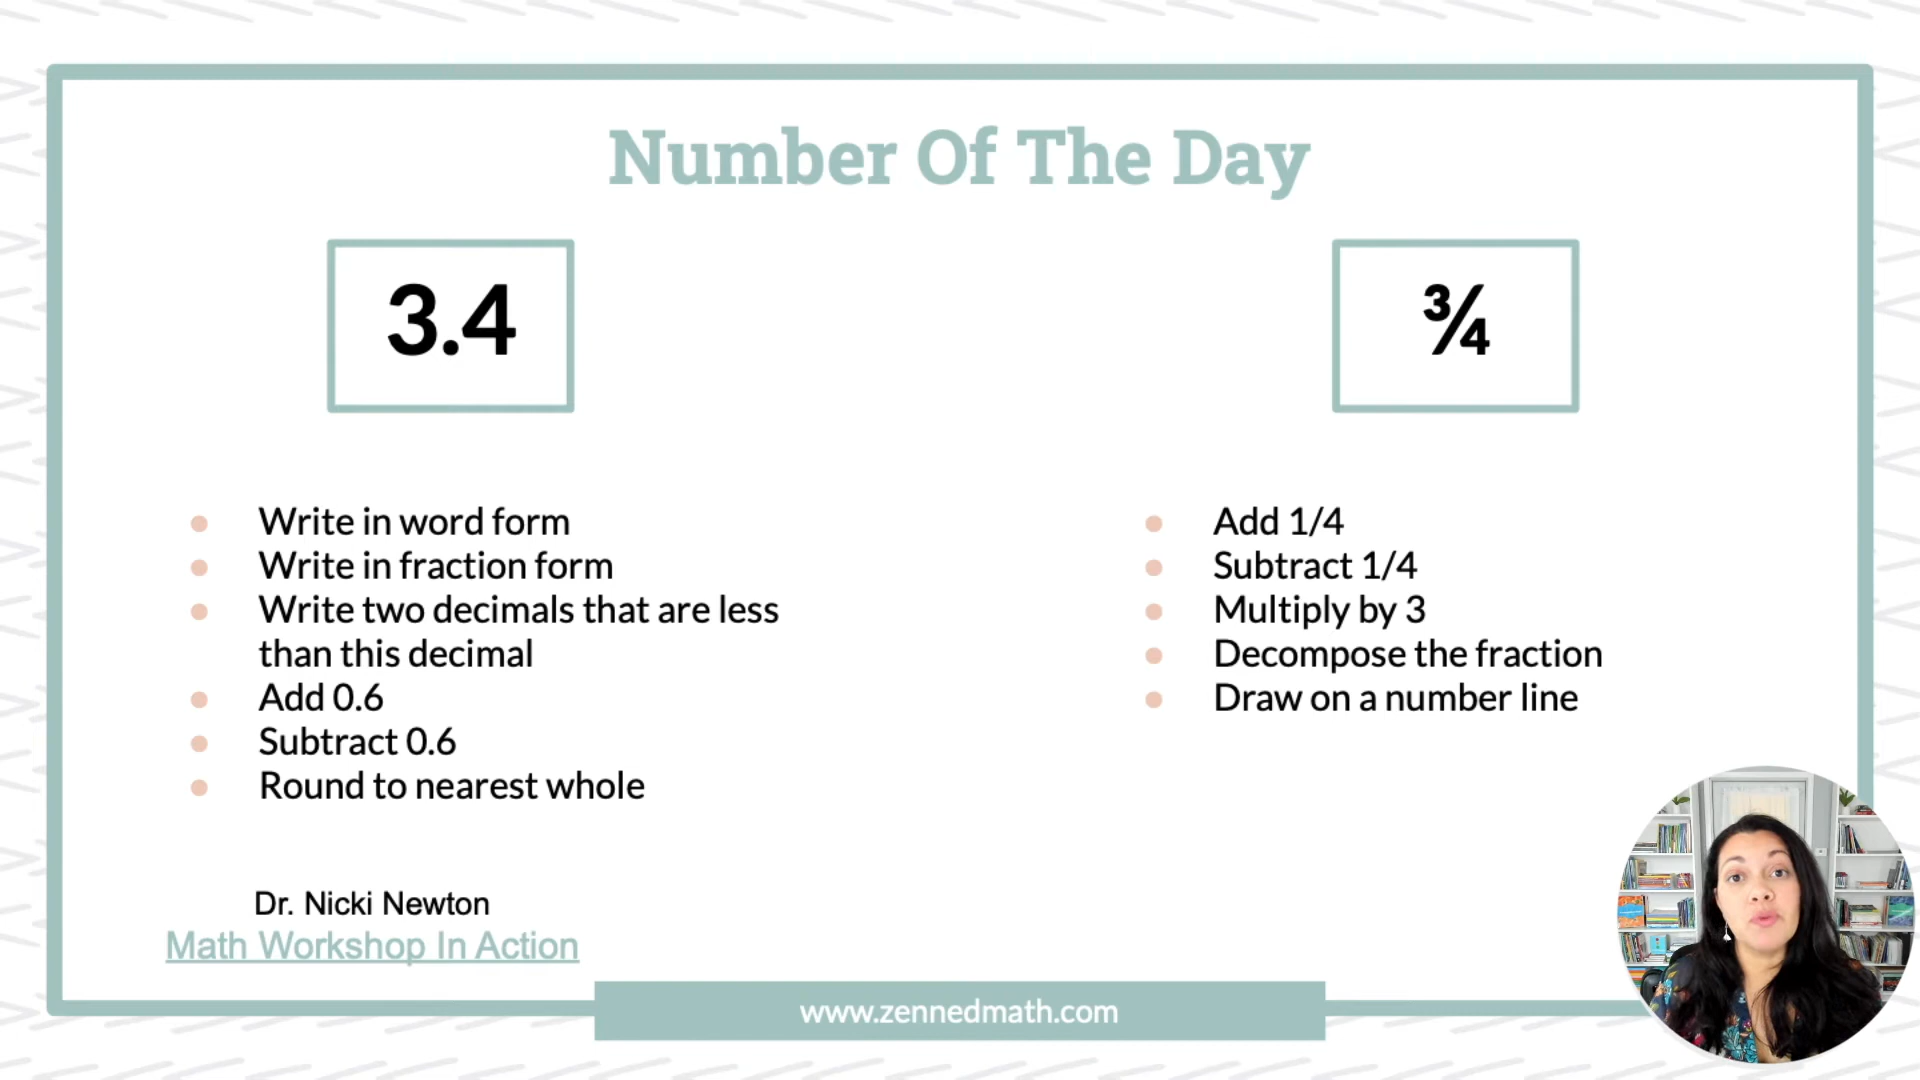 Number Of The Day
3.4
¾
Write in word form
Write in fraction form
Write two decimals that are less
than this decimal
Add 0.6
Subtract 0.6
Round to nearest whole
Add 1/4
Subtract 1/4
Multiply by 3
Decompose the fraction
Draw on a number line
Dr. Nicki Newton
Math Workshop In Action
www.zennedmath.com